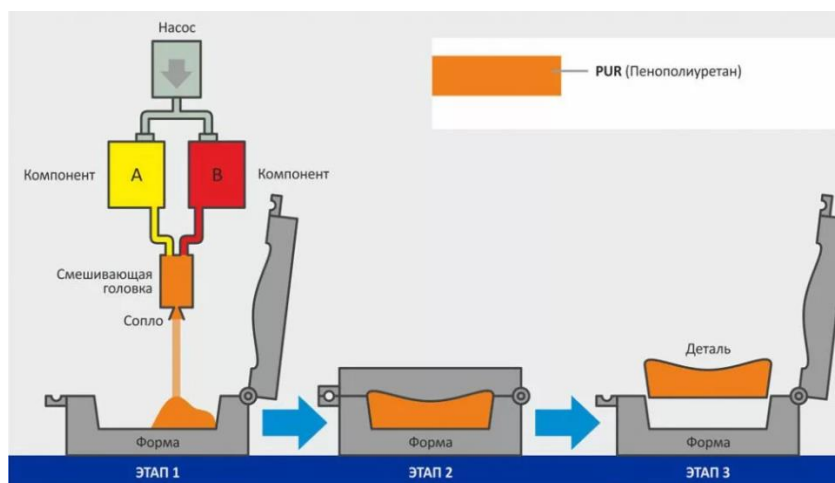 Насос
PUR (Пенополиуретан)
Компонент
A
B
Компонент
Смешивающая
головка
Сопло
Деталь
Форма
Форма
Форма
ЭТАП 1
ЭТАП 2
ЭТАП 3